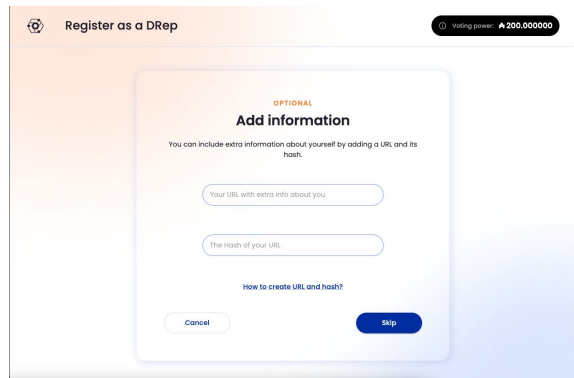 Register as a DRep
Voting power: ₳ 200.000000
OPTIONAL
Add information
You can include extra information about yourself by adding a URL and its
hash.
Your URL with extra info about you
The Hash of your URL
How to create URL and hash?
Cancel
Skip